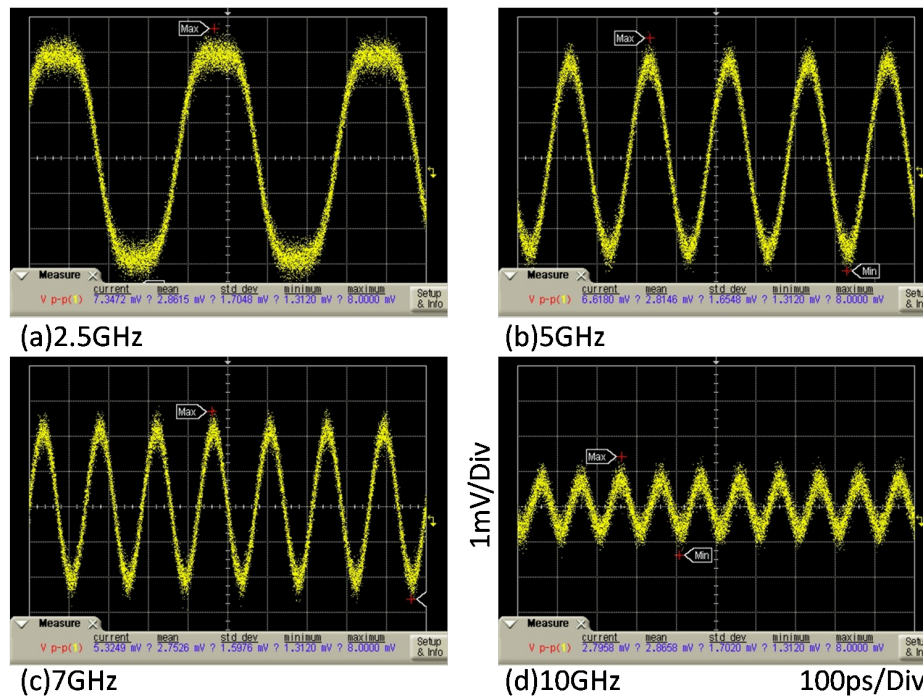 Max
Measure
current mean std dev minimum maximum
V p-p(1) 7.3472 mV ? 2.8615 mV ? 1.7048 mV ? 1.3120 mV ? 8.0000 mV
Setup
& Info
(a)2.5GHz
Max
Min
Measure
current mean std dev minimum maximum
V p-p(1) 6.6180 mV ? 2.8146 mV ? 1.6548 mV ? 1.3120 mV ? 8.0000 mV
Setup
& Info
(b)5GHz
Max
Measure
current mean std dev minimum maximum
V p-p(1) 5.3249 mV ? 2.7526 mV ? 1.5976 mV ? 1.3120 mV ? 8.0000 mV
Setup
& Info
(c)7GHz
1mV/Div
Max
Min
Measure
current mean std dev minimum maximum
V p-p(1) 2.7958 mV ? 2.8658 mV ? 1.7020 mV ? 1.3120 mV ? 8.0000 mV
Setup
& Info
(d)10GHz
100ps/Div